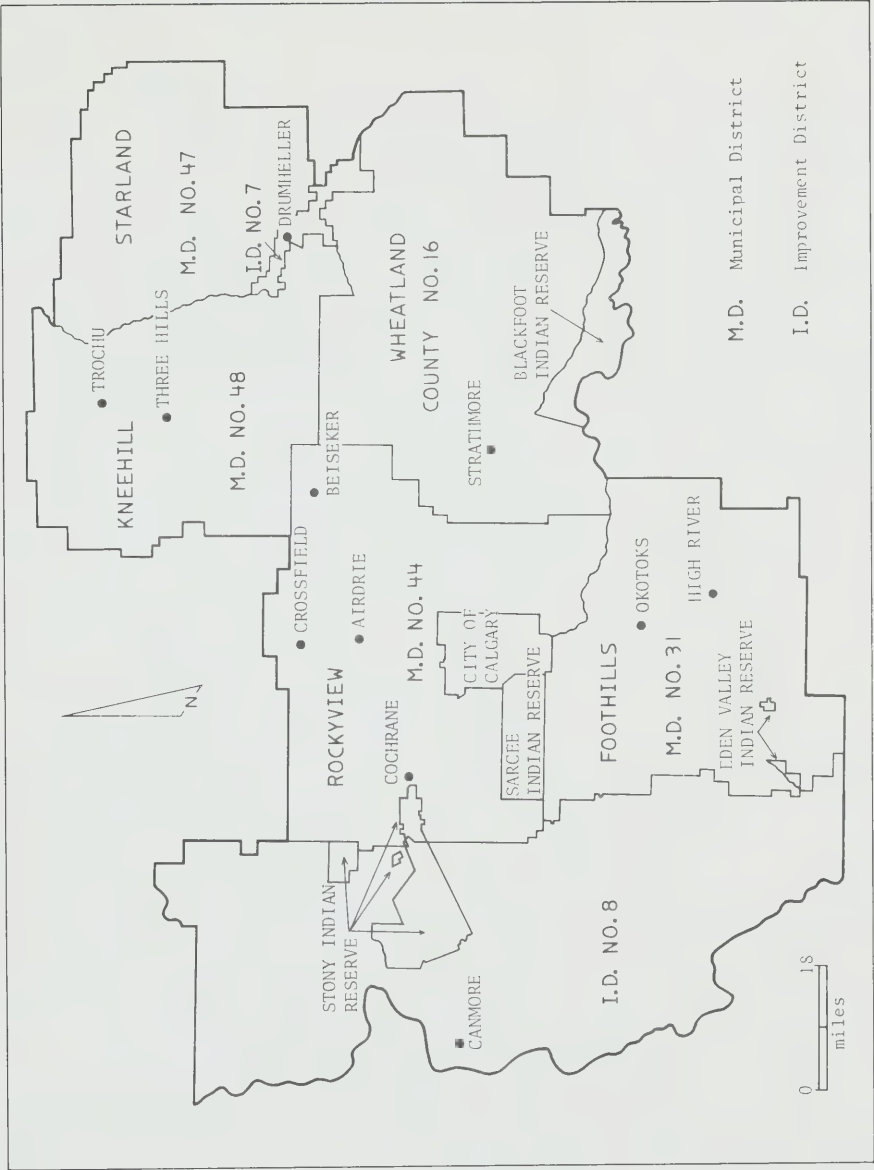 STARLAND
M.D. NO. 47
I.D. NO. 7
DRUMHELLER
TROCHU
THREE HILLS
KNEEHILL
M.D. NO. 48
WHEATLAND
COUNTY NO. 16
BLACKFOOT
INDIAN RESERVE
STRATHMORE
BEISEKER
CROSSFIELD
AIRDRIE
ROCKYVIEW
M.D. NO. 44
COCHRANE
CITY OF
CALGARY
SARCEE
INDIAN RESERVE
FOOTHILLS
M.D. NO. 31
OKOTOKS
HIGH RIVER
EDEN VALLEY
INDIAN RESERVE
STONY INDIAN
RESERVE
CANMORE
I.D. NO. 8
N
0 18
miles
M.D. Municipal District
I.D. Improvement District